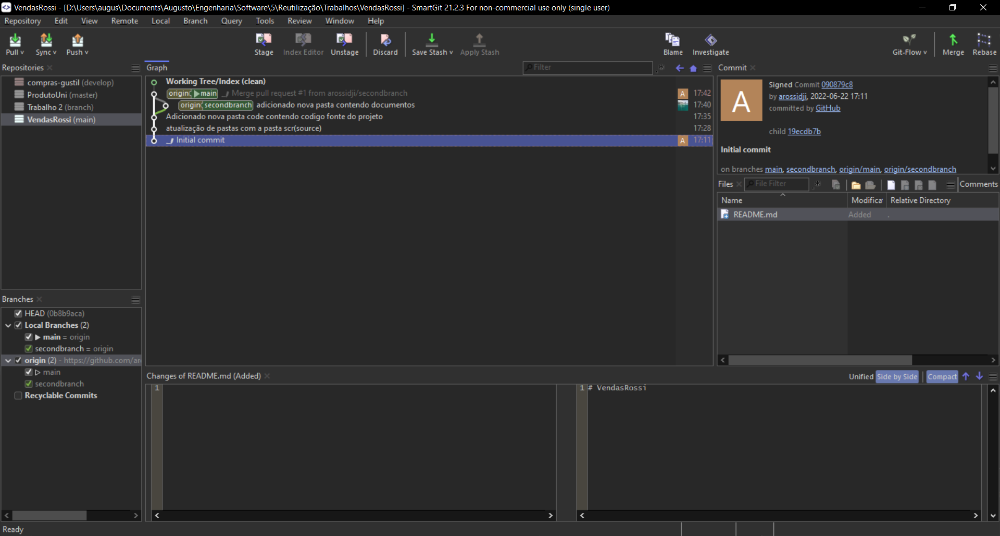 VendasRossi - [D:\Users\augus\Documents\Augusto\Engenharia\Software\5\Reutilização\Trabalhos\VendasRossi] - SmartGit 21.2.3 For non-commercial use only (single user)
Repository Edit View Remote Local Branch Query Tools Review Window Help
Pull Sync Push Stage Index Editor Unstage Discard Save Stash Apply Stash Blame Investigate Git-Flow Merge Rebase
Repositories
compras-gustil (develop)
ProdutoUni (master)
Trabalho 2 (branch)
VendasRossi (main)
Graph
Filter
Working Tree/Index (clean)
origin main Merge pull request #1 from arossidji/secondbranch A 17:42
origin secondbranch adicionado nova pasta contendo documentos 17:40
Adicionado nova pasta code contendo codigo fonte do projeto 17:35
atualização de pastas com a pasta scr(source) 17:28
Initial commit A 17:11
Commit
A
Signed Commit 090879c8
by arossidji, 2022-06-22 17:11
committed by GitHub
child 19ecdb7b
Initial commit
on branches main, secondbranch, origin/main, origin/secondbranch
Files File Filter Comments
Name Modifica Relative Directory
README.md Added .
Branches
HEAD (0b8b9aca)
Local Branches (2)
main = origin
secondbranch = origin
origin (2) - https://github.com/ar
main
secondbranch
Recyclable Commits
Changes of README.md (Added)
Unified Side by Side Compact
1
1 # VendasRossi
Ready